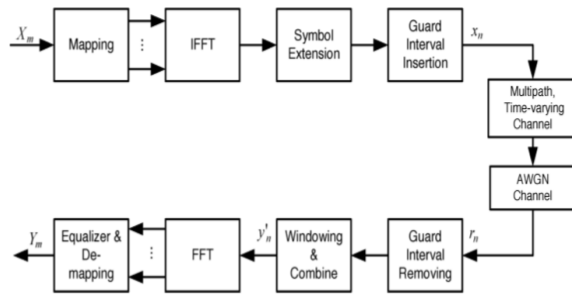 X_m
Mapping
IFFT
Symbol
Extension
Guard
Interval
Insertion
x_n
Multipath,
Time-varying
Channel
AWGN
Channel
r_n
Guard
Interval
Removing
Windowing
&
Combine
y'_n
FFT
Equalizer &
De-
mapping
Y_m